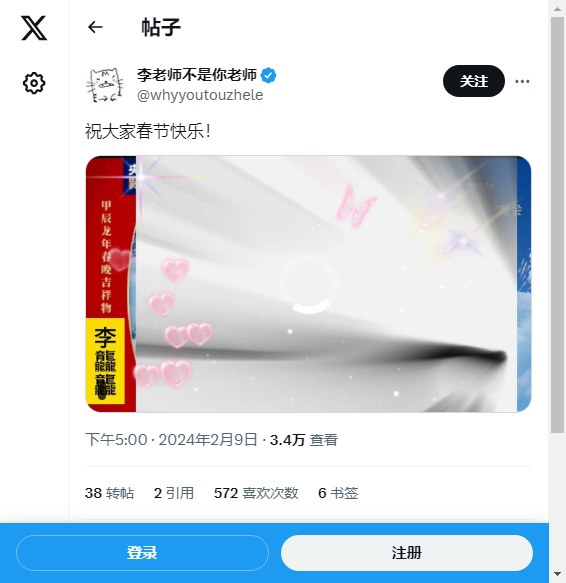 帖子
李老师不是你老师
@whyyoutouzhele
关注
祝大家春节快乐！
甲辰龙年春晚吉祥物
李
下午5:00 · 2024年2月9日 · 3.4万 查看
38 转帖 2 引用 572 喜欢次数 6 书签
登录
注册